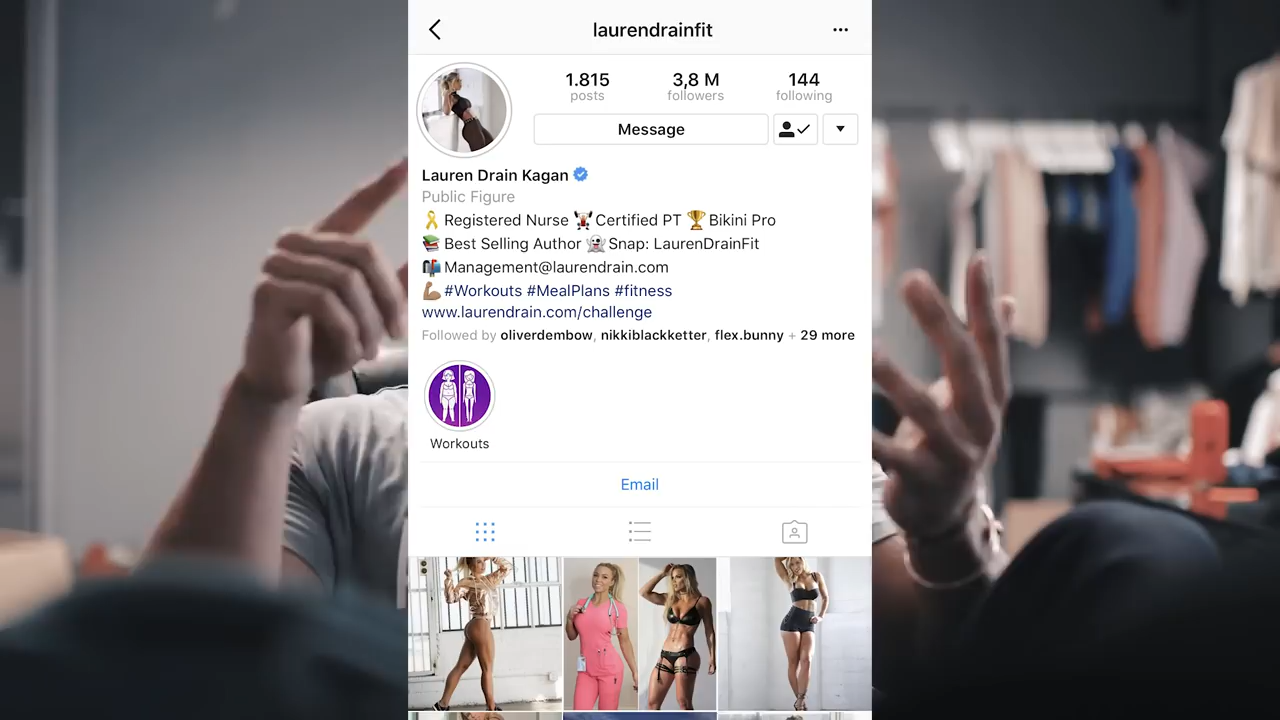 laurendrainfit
1.815 3,8 M 144
posts followers following
Message
Lauren Drain Kagan
Public Figure
🎗Registered Nurse 🏋Certified PT 🏆Bikini Pro
📚 Best Selling Author 👻Snap: LaurenDrainFit
📬Management@laurendrain.com
💪🏽#Workouts #MealPlans #fitness
www.laurendrain.com/challenge
Followed by oliverdembow, nikkiblackketter, flex.bunny + 29 more
Workouts
Email